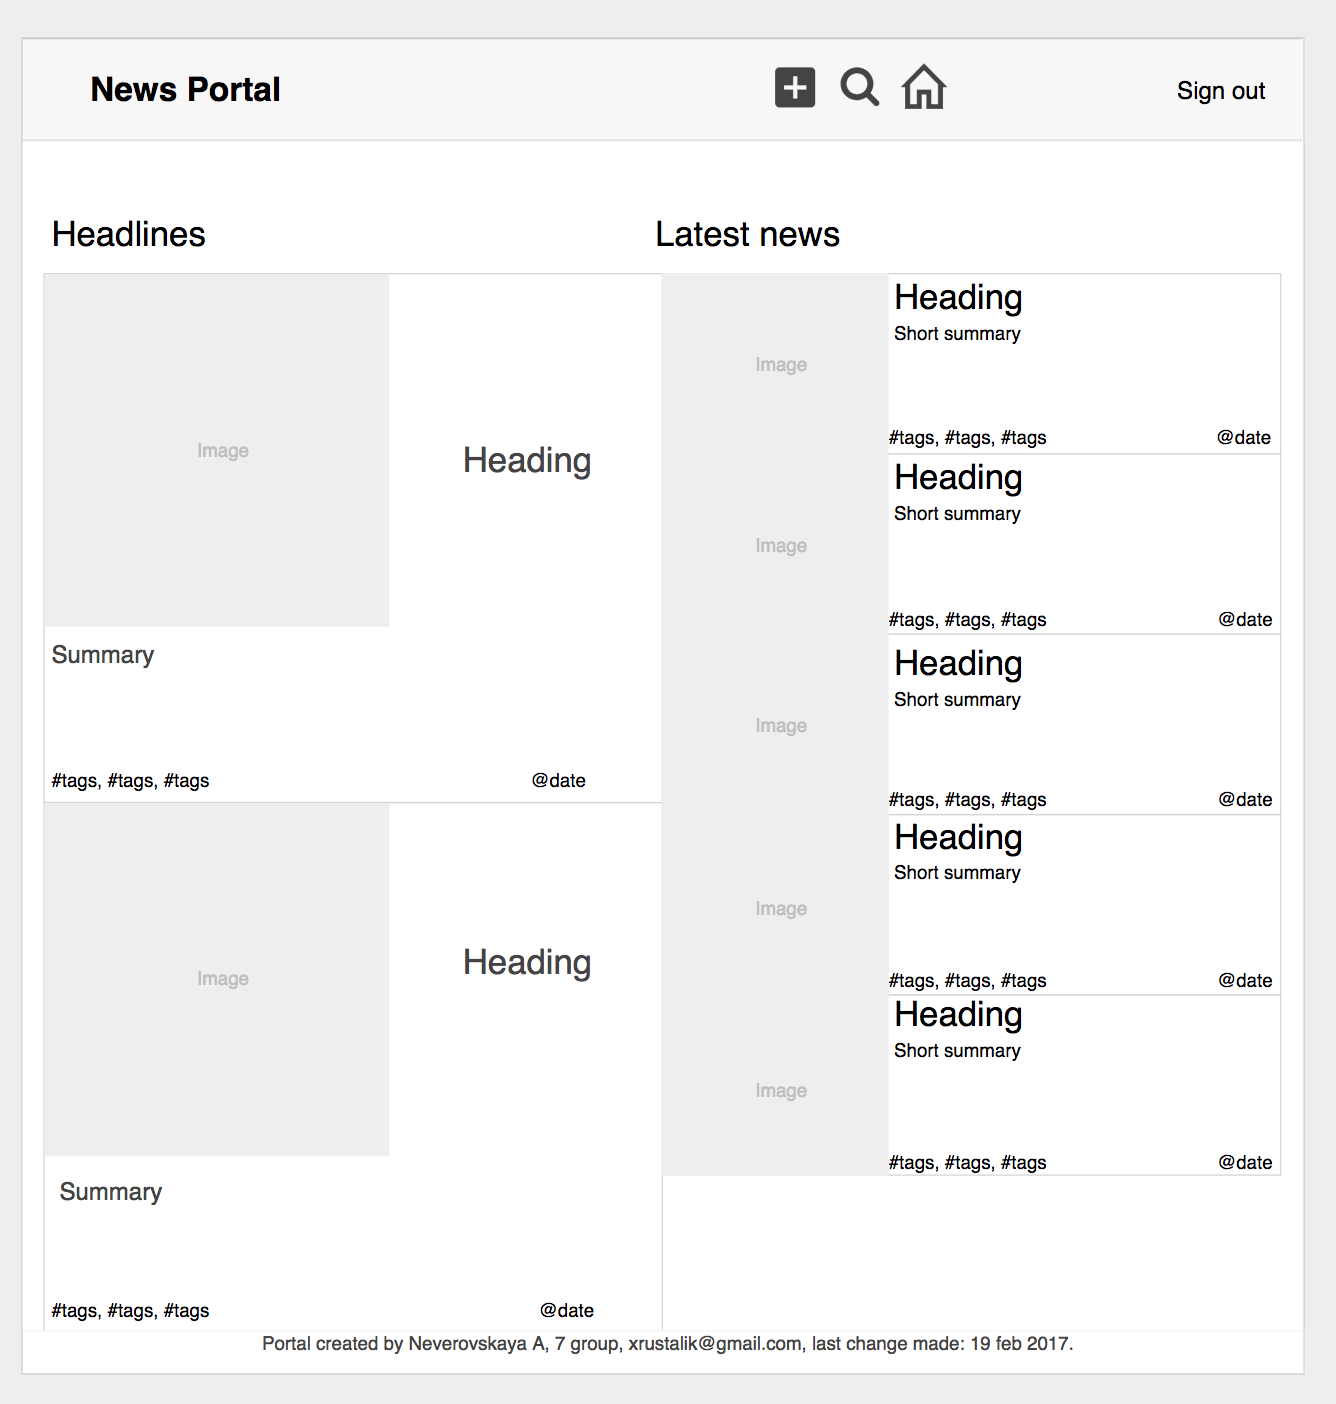 News Portal
Sign out
Headlines
Image
Heading
Summary
#tags, #tags, #tags @date
Image
Heading
Summary
#tags, #tags, #tags @date
Latest news
Image
Heading
Short summary
#tags, #tags, #tags @date
Image
Heading
Short summary
#tags, #tags, #tags @date
Image
Heading
Short summary
#tags, #tags, #tags @date
Image
Heading
Short summary
#tags, #tags, #tags @date
Image
Heading
Short summary
#tags, #tags, #tags @date
Portal created by Neverovskaya A, 7 group, xrustalik@gmail.com, last change made: 19 feb 2017.